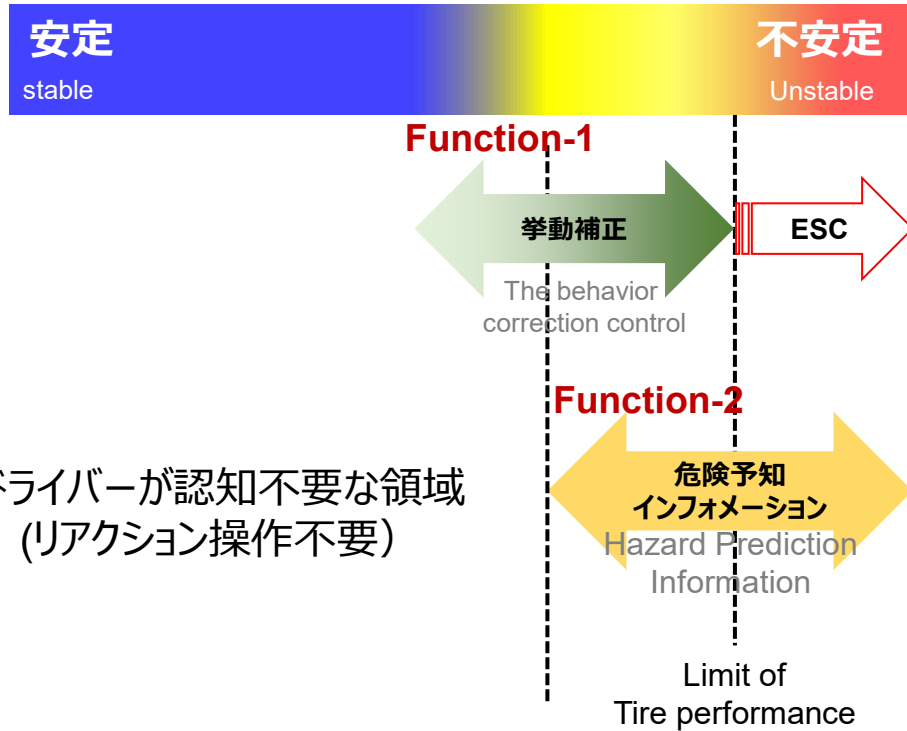 安定
stable
不安定
Unstable
Function-1
挙動補正
The behavior
correction control
ESC
Function-2
危険予知
インフォメーション
Hazard Prediction
Information
ドライバーが認知不要な領域
(リアクション操作不要）
Limit of
Tire performance